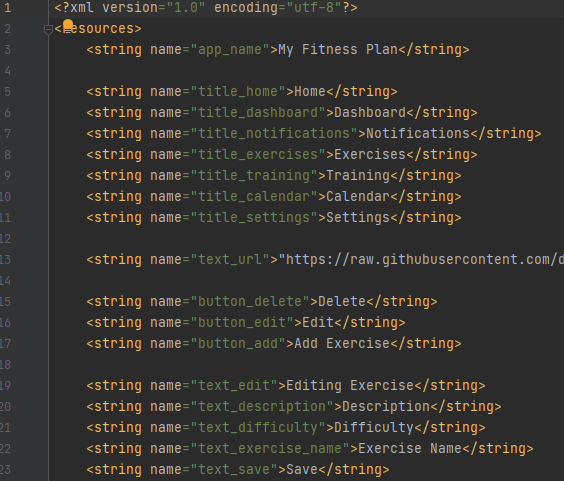 1 <?xml version="1.0" encoding="utf-8"?>
2 <resources>
3 <string name="app_name">My Fitness Plan</string>
4
5 <string name="title_home">Home</string>
6 <string name="title_dashboard">Dashboard</string>
7 <string name="title_notifications">Notifications</string>
8 <string name="title_exercises">Exercises</string>
9 <string name="title_training">Training</string>
10 <string name="title_calendar">Calendar</string>
11 <string name="title_settings">Settings</string>
12
13 <string name="text_url">"https://raw.githubusercontent.com/d
14
15 <string name="button_delete">Delete</string>
16 <string name="button_edit">Edit</string>
17 <string name="button_add">Add Exercise</string>
18
19 <string name="text_edit">Editing Exercise</string>
20 <string name="text_description">Description</string>
21 <string name="text_difficulty">Difficulty</string>
22 <string name="text_exercise_name">Exercise Name</string>
23 <string name="text_save">Save</string>